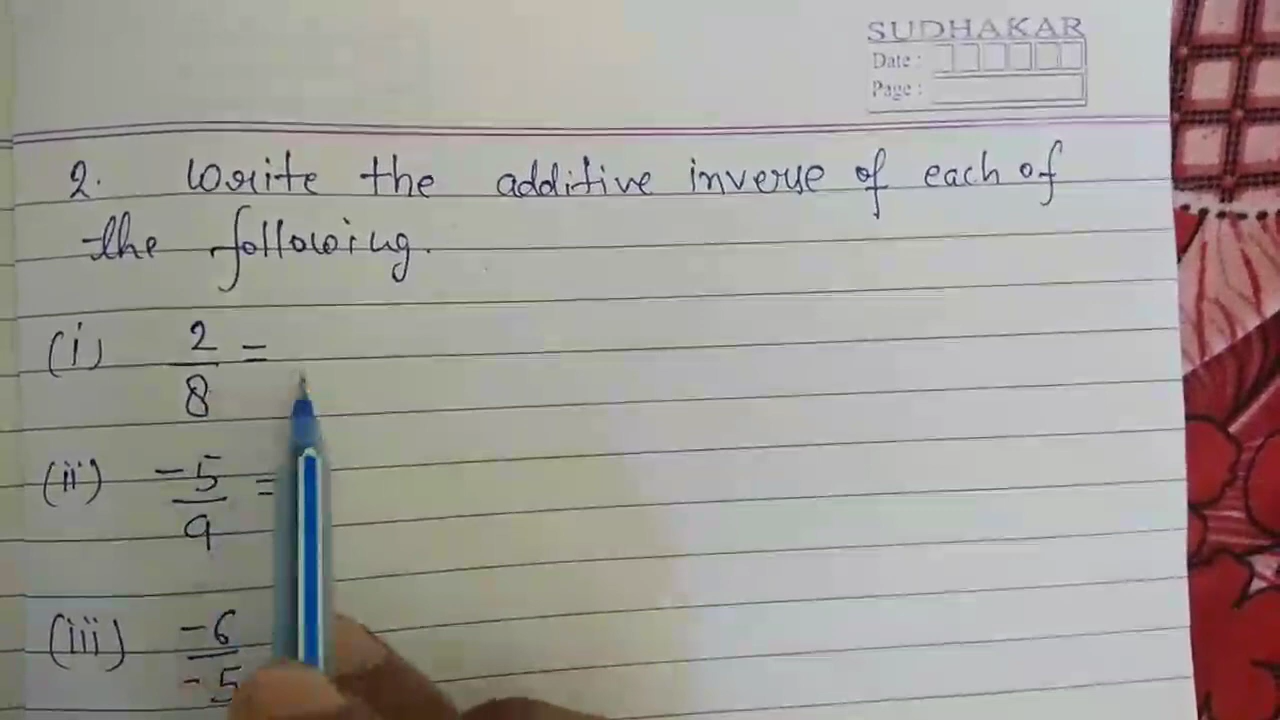 SUDHAKAR
Date :
Page :
2. Write the additive inverse of each of
the following.
(i) 2/8 =
(ii) -5/9 =
(iii) -6/-5